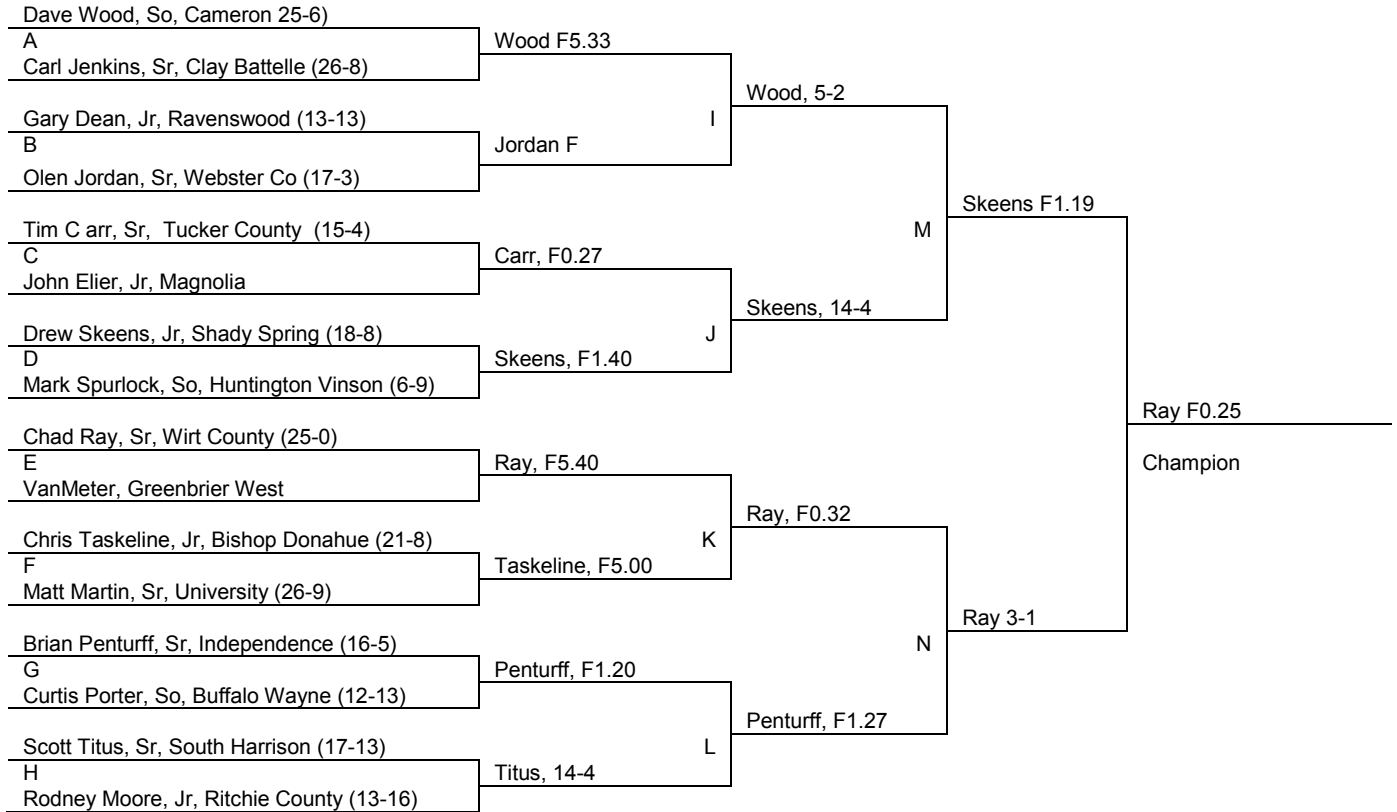 Dave Wood, So, Cameron 25-6)
A
Wood F5.33
Carl Jenkins, Sr, Clay Battelle (26-8)
Wood, 5-2
Gary Dean, Jr, Ravenswood (13-13)
I
B
Jordan F
Olen Jordan, Sr, Webster Co (17-3)
Skeens F1.19
Tim C arr, Sr,  Tucker County  (15-4)
M
C
Carr, F0.27
John Elier, Jr, Magnolia
Skeens, 14-4
Drew Skeens, Jr, Shady Spring (18-8)
J
D
Skeens, F1.40
Mark Spurlock, So, Huntington Vinson (6-9)
Ray F0.25
Chad Ray, Sr, Wirt County (25-0)
E
Ray, F5.40
Champion
VanMeter, Greenbrier West
Ray, F0.32
Chris Taskeline, Jr, Bishop Donahue (21-8)
K
F
Taskeline, F5.00
Matt Martin, Sr, University (26-9)
Ray 3-1
Brian Penturff, Sr, Independence (16-5)
N
G
Penturff, F1.20
Curtis Porter, So, Buffalo Wayne (12-13)
Penturff, F1.27
Scott Titus, Sr, South Harrison (17-13)
L
H
Titus, 14-4
Rodney Moore, Jr, Ritchie County (13-16)